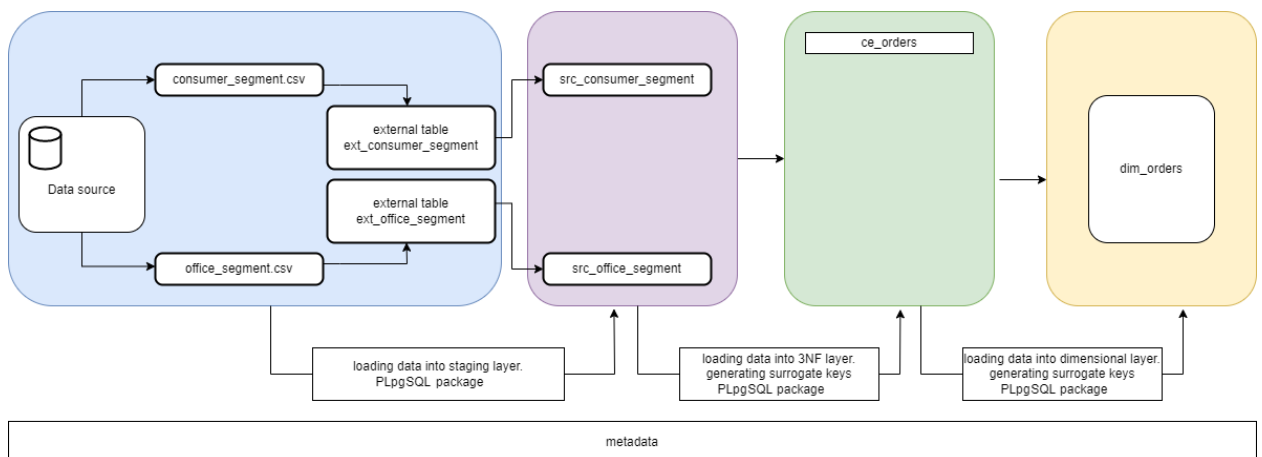 consumer_segment.csv
external table
ext_consumer_segment
Data source
external table
ext_office_segment
office_segment.csv
src_consumer_segment
src_office_segment
ce_orders
dim_orders
loading data into staging layer.
PLpgSQL package
loading data into 3NF layer.
generating surrogate keys
PLpgSQL package
loading data into dimensional layer.
generating surrogate keys
PLpgSQL package
metadata